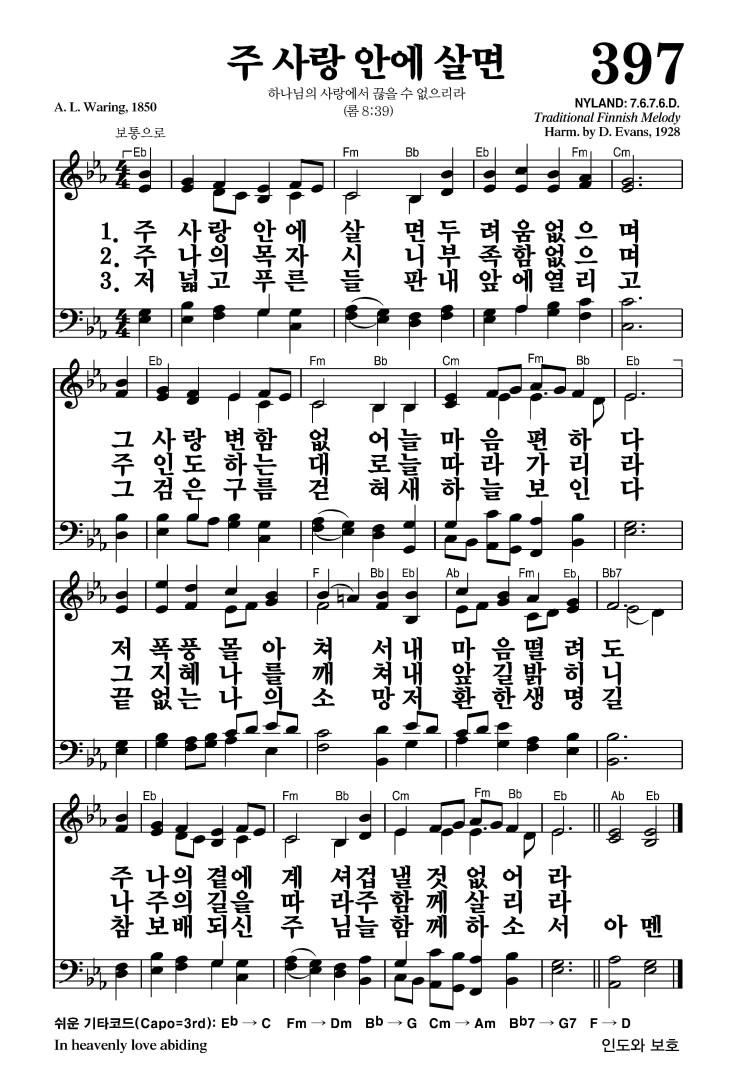 주 사랑 안에 살면 397
하나님의 사랑에서 끊을 수 없으리라
(롬 8:39)
A. L. Waring, 1850
NYLAND: 7.6.7.6.D.
Traditional Finnish Melody
Harm. by D. Evans, 1928
보통으로
Eb Fm Bb Eb Fm Cm
1. 주 사랑 안에 살 면두 려움없으 며
2. 주 나의 목자 시 니부 족함없으 며
3. 저 넓고 푸른 들 판내 앞에열리 고
Eb Fm Bb Cm Fm Bb Eb
그 사랑 변함 없 어늘 마 음 편 하 다
주 인도 하는 대 로늘 따 라 가 리 라
그 검은 구름 걷 혀새 하 늘 보 인 다
F Bb Eb Ab Fm Eb Bb7
저 폭풍 몰아 쳐 서내 마 음떨 려 도
그 지혜 나를 깨 쳐내 앞 길밝 히 니
끝 없는 나의 소 망저 환 한생 명 길
Eb Fm Bb Cm Fm Bb Eb Ab Eb
주 나의 곁에 계 셔겁 낼 것 없 어 라
나 주의 길을 따 라주 함 께 살 리 라
참 보배 되신 주 님늘 함 께 하 소 서 아 멘
쉬운 기타코드(Capo=3rd): Eb → C Fm → Dm Bb → G Cm → Am Bb7 → G7 F → D
In heavenly love abiding
인도와 보호